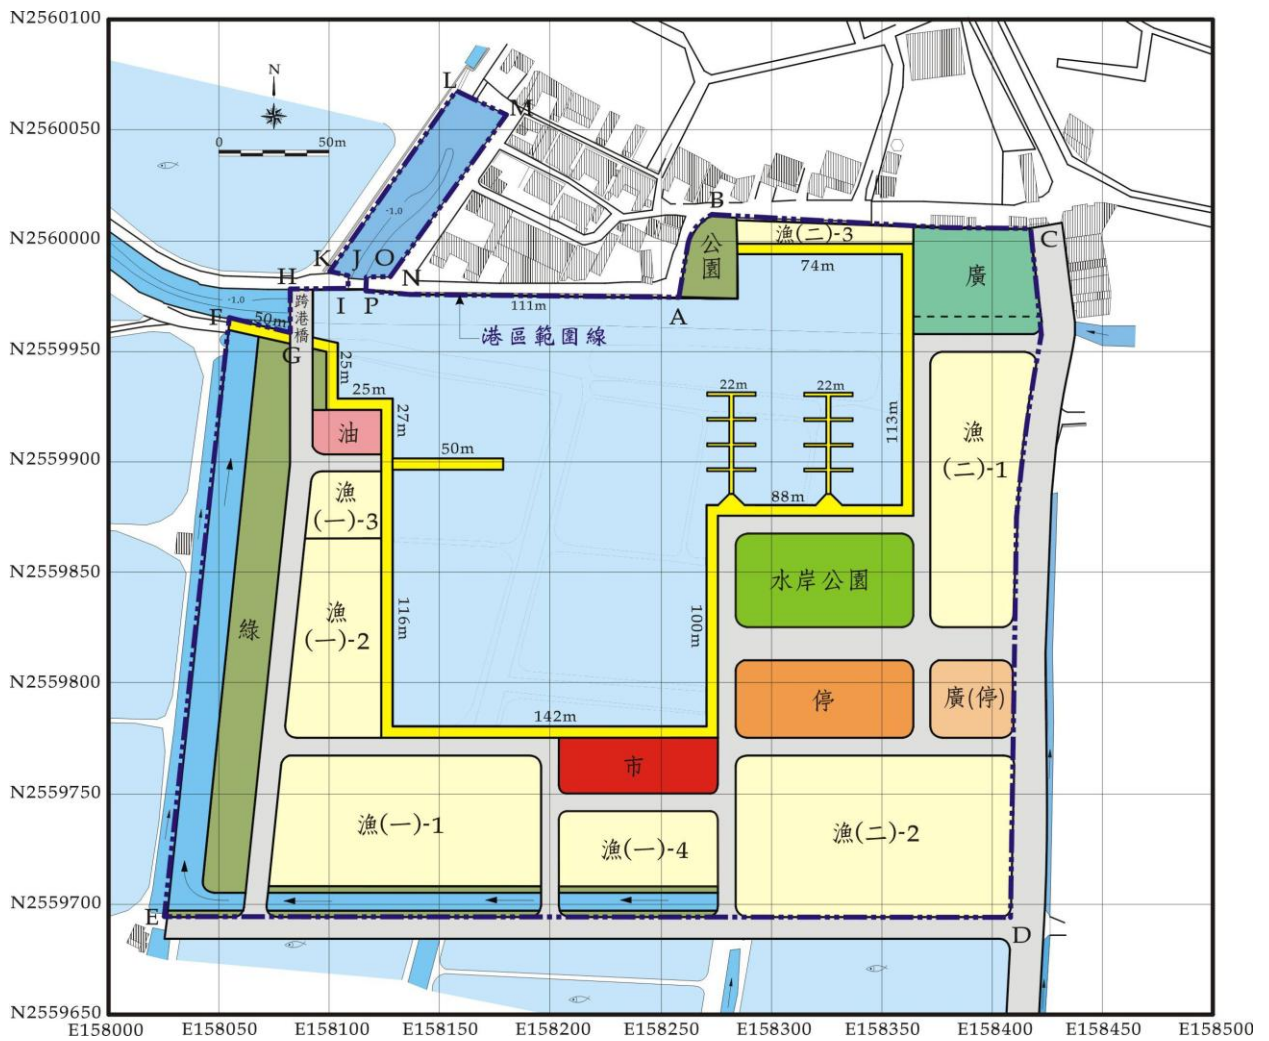 N2560100
N2560050
N2560000
N2559950
N2559900
N2559850
N2559800
N2559750
N2559700
N2559650
E158000
E158050
E158100
E158150
E158200
E158250
E158300
E158350
E158400
E158450
E158500
N
0
50m
L
M
-1.0
B
C
公園
漁(二)-3
74m
廣
K
J
O
N
H
I
P
111m
A
港區範圍線
-1.0
跨港橋
F
50m
G
25m
25m
27m
油
50m
22m
22m
113m
88m
漁
(二)-1
漁
(一)-3
漁
(一)-2
116m
100m
水岸公園
綠
停
廣(停)
142m
市
漁(一)-1
漁(一)-4
漁(二)-2
E
D